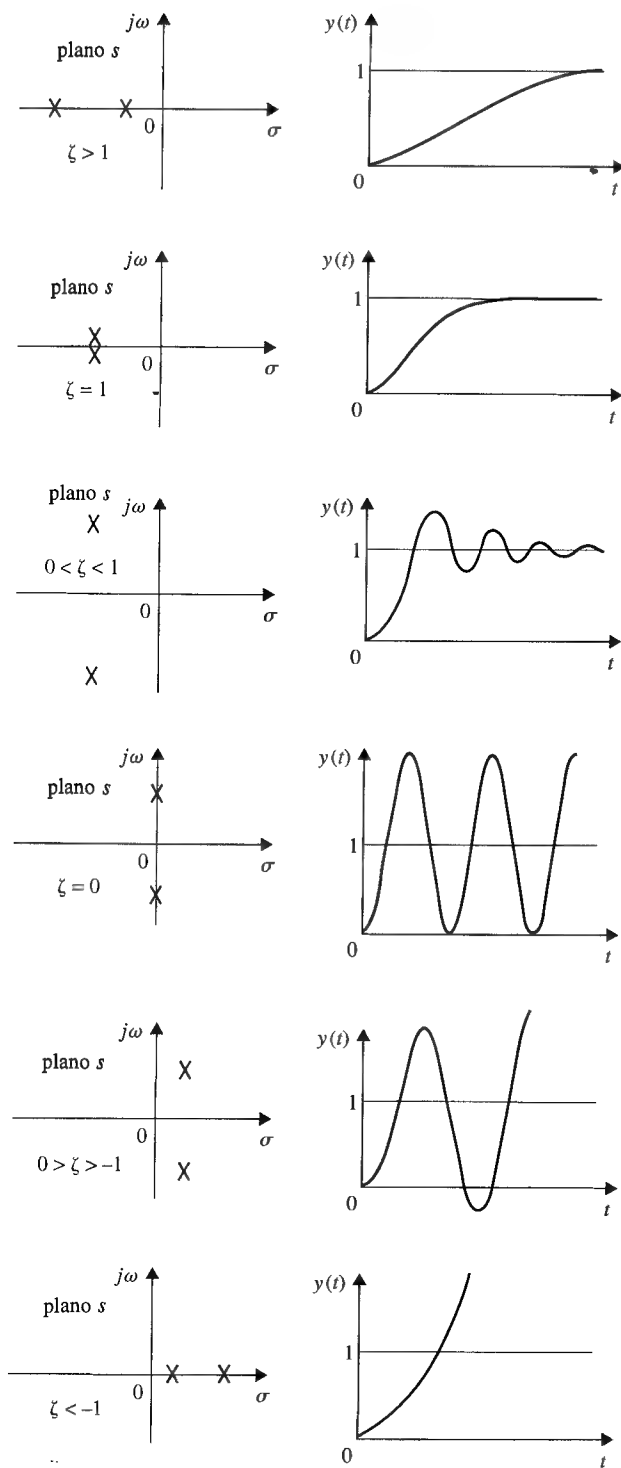 jω
y(t)
plano s
1
0
σ
ζ > 1
0
t
jω
y(t)
plano s
1
0
σ
ζ = 1
0
t
plano s
jω
y(t)
0 < ζ < 1
1
0
σ
0
t
jω
y(t)
plano s
1
0
σ
ζ = 0
0
t
jω
y(t)
plano s
1
0
σ
0 > ζ > –1
0
t
jω
y(t)
plano s
1
0
σ
ζ < –1
0
t